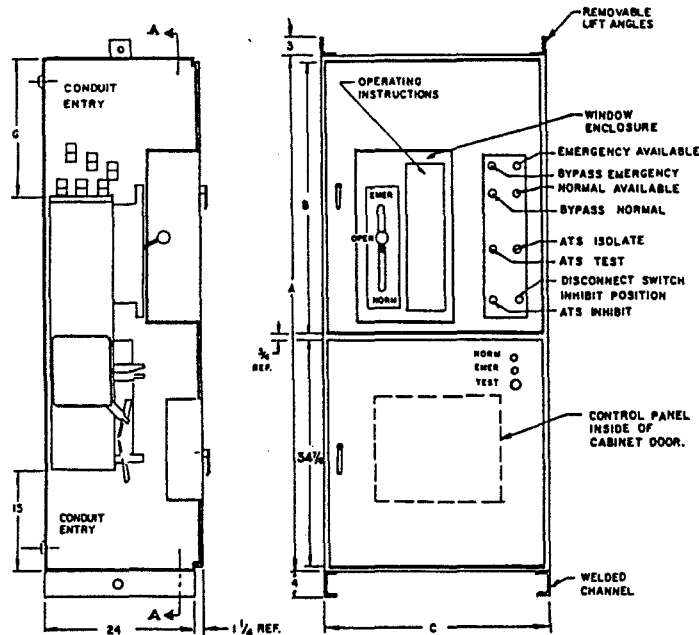 A
3
REMOVABLE
LIFT ANGLES
CONDUIT
ENTRY
G
OPERATING
INSTRUCTIONS
WINDOW
ENCLOSURE
EMERGENCY AVAILABLE
BYPASS EMERGENCY
NORMAL AVAILABLE
BYPASS NORMAL
EMER
OPEN
NORM
B
A
ATS ISOLATE
ATS TEST
DISCONNECT SWITCH
INHIBIT POSITION
ATS INHIBIT
3/4
REF.
NORM
EMER
TEST
CONTROL PANEL
INSIDE OF
CABINET DOOR.
34 7/8
15
CONDUIT
ENTRY
A
4
WELDED
CHANNEL
24
1 1/4 REF.
C